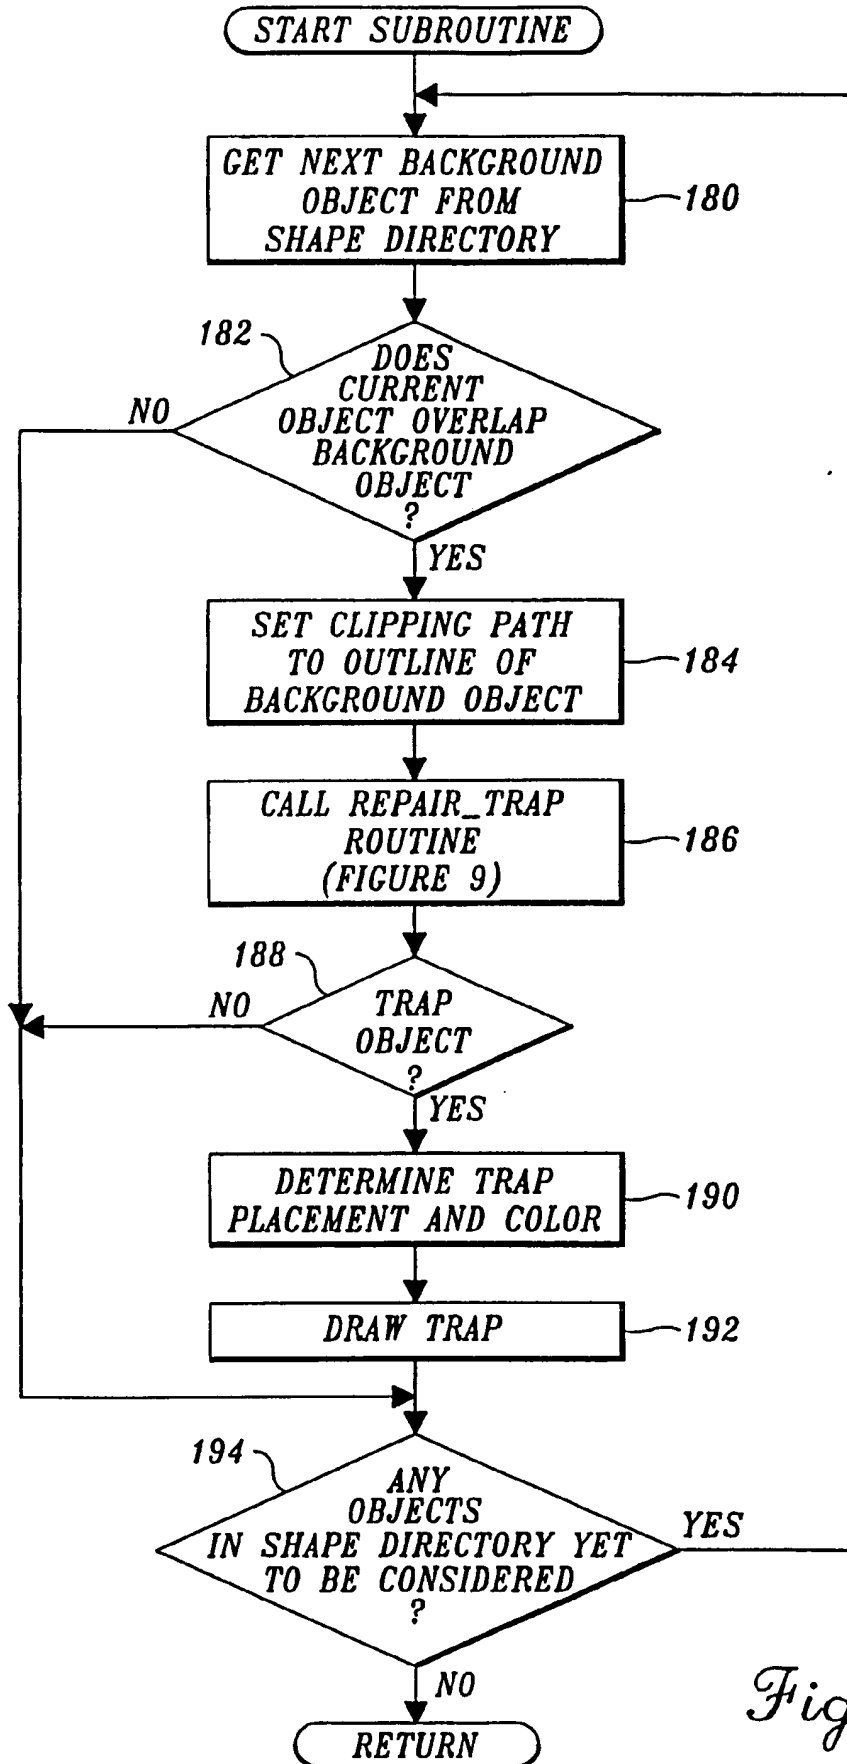 START SUBROUTINE
GET NEXT BACKGROUND
OBJECT FROM
SHAPE DIRECTORY
180
182
DOES
CURRENT
OBJECT OVERLAP
BACKGROUND
OBJECT
?
NO
YES
SET CLIPPING PATH
TO OUTLINE OF
BACKGROUND OBJECT
184
CALL REPAIR_TRAP
ROUTINE
(FIGURE 9)
186
188
TRAP
OBJECT
?
NO
YES
DETERMINE TRAP
PLACEMENT AND COLOR
190
DRAW TRAP
192
194
ANY
OBJECTS
IN SHAPE DIRECTORY YET
TO BE CONSIDERED
?
YES
NO
RETURN
Fig